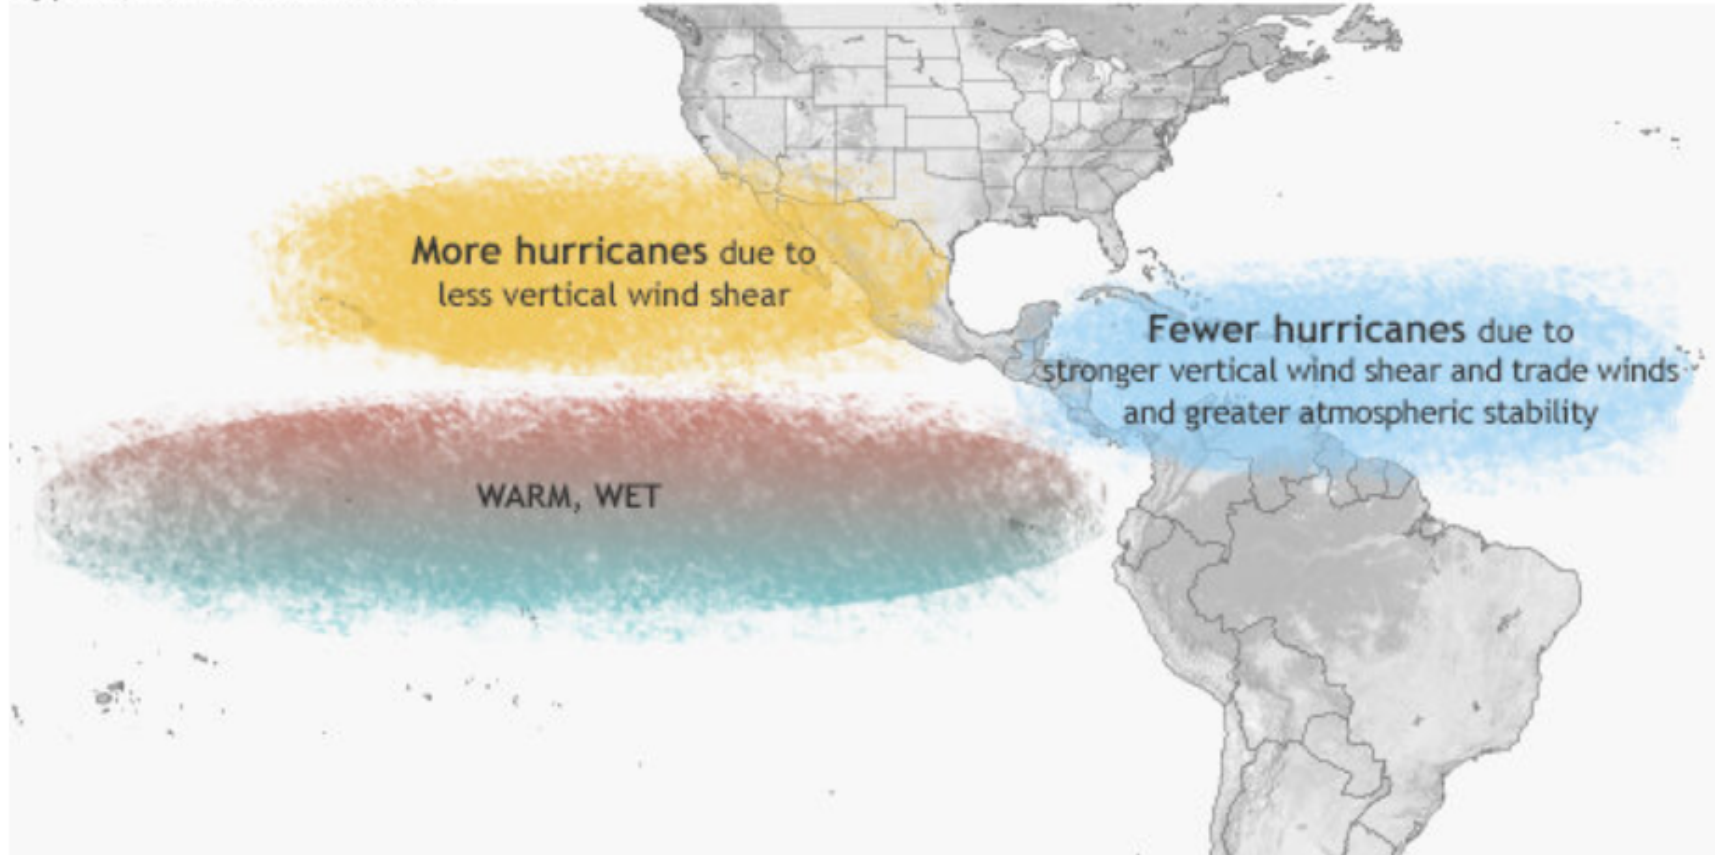 More hurricanes due to
less vertical wind shear
Fewer hurricanes due to
stronger vertical wind shear and trade winds
and greater atmospheric stability
WARM, WET